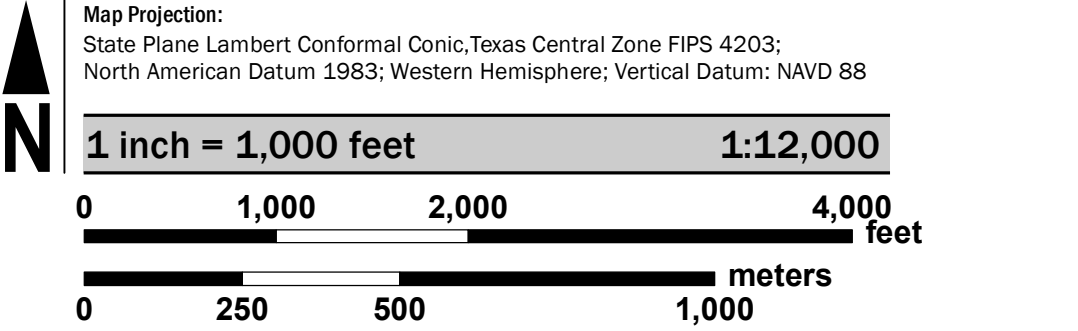 N
Map Projection:
State Plane Lambert Conformal Conic,Texas Central Zone FIPS 4203;
North American Datum 1983; Western Hemisphere; Vertical Datum: NAVD 88
1 inch = 1,000 feet 1:12,000
0 1,000 2,000 4,000
feet
meters
0 250 500 1,000